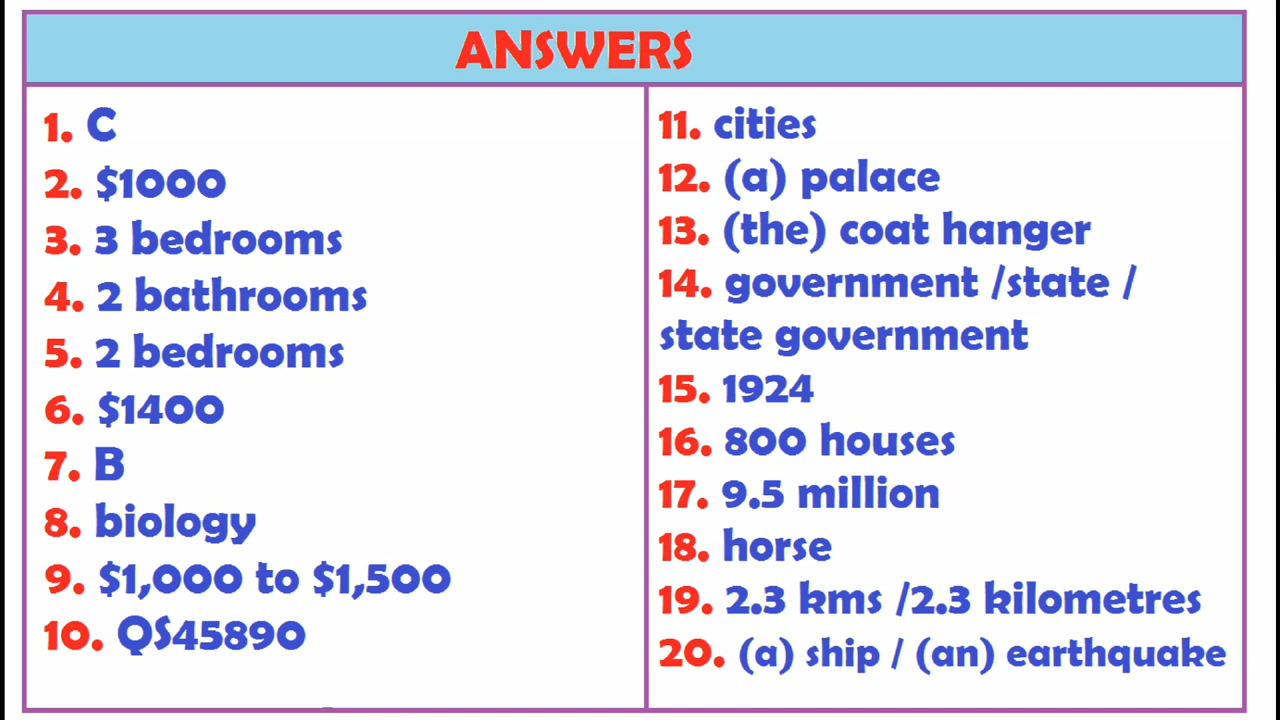 ANSWERS
1. C
2. $1000
3. 3 bedrooms
4. 2 bathrooms
5. 2 bedrooms
6. $1400
7. B
8. biology
9. $1,000 to $1,500
10. QS45890
11. cities
12. (a) palace
13. (the) coat hanger
14. government /state /
state government
15. 1924
16. 800 houses
17. 9.5 million
18. horse
19. 2.3 kms /2.3 kilometres
20. (a) ship / (an) earthquake